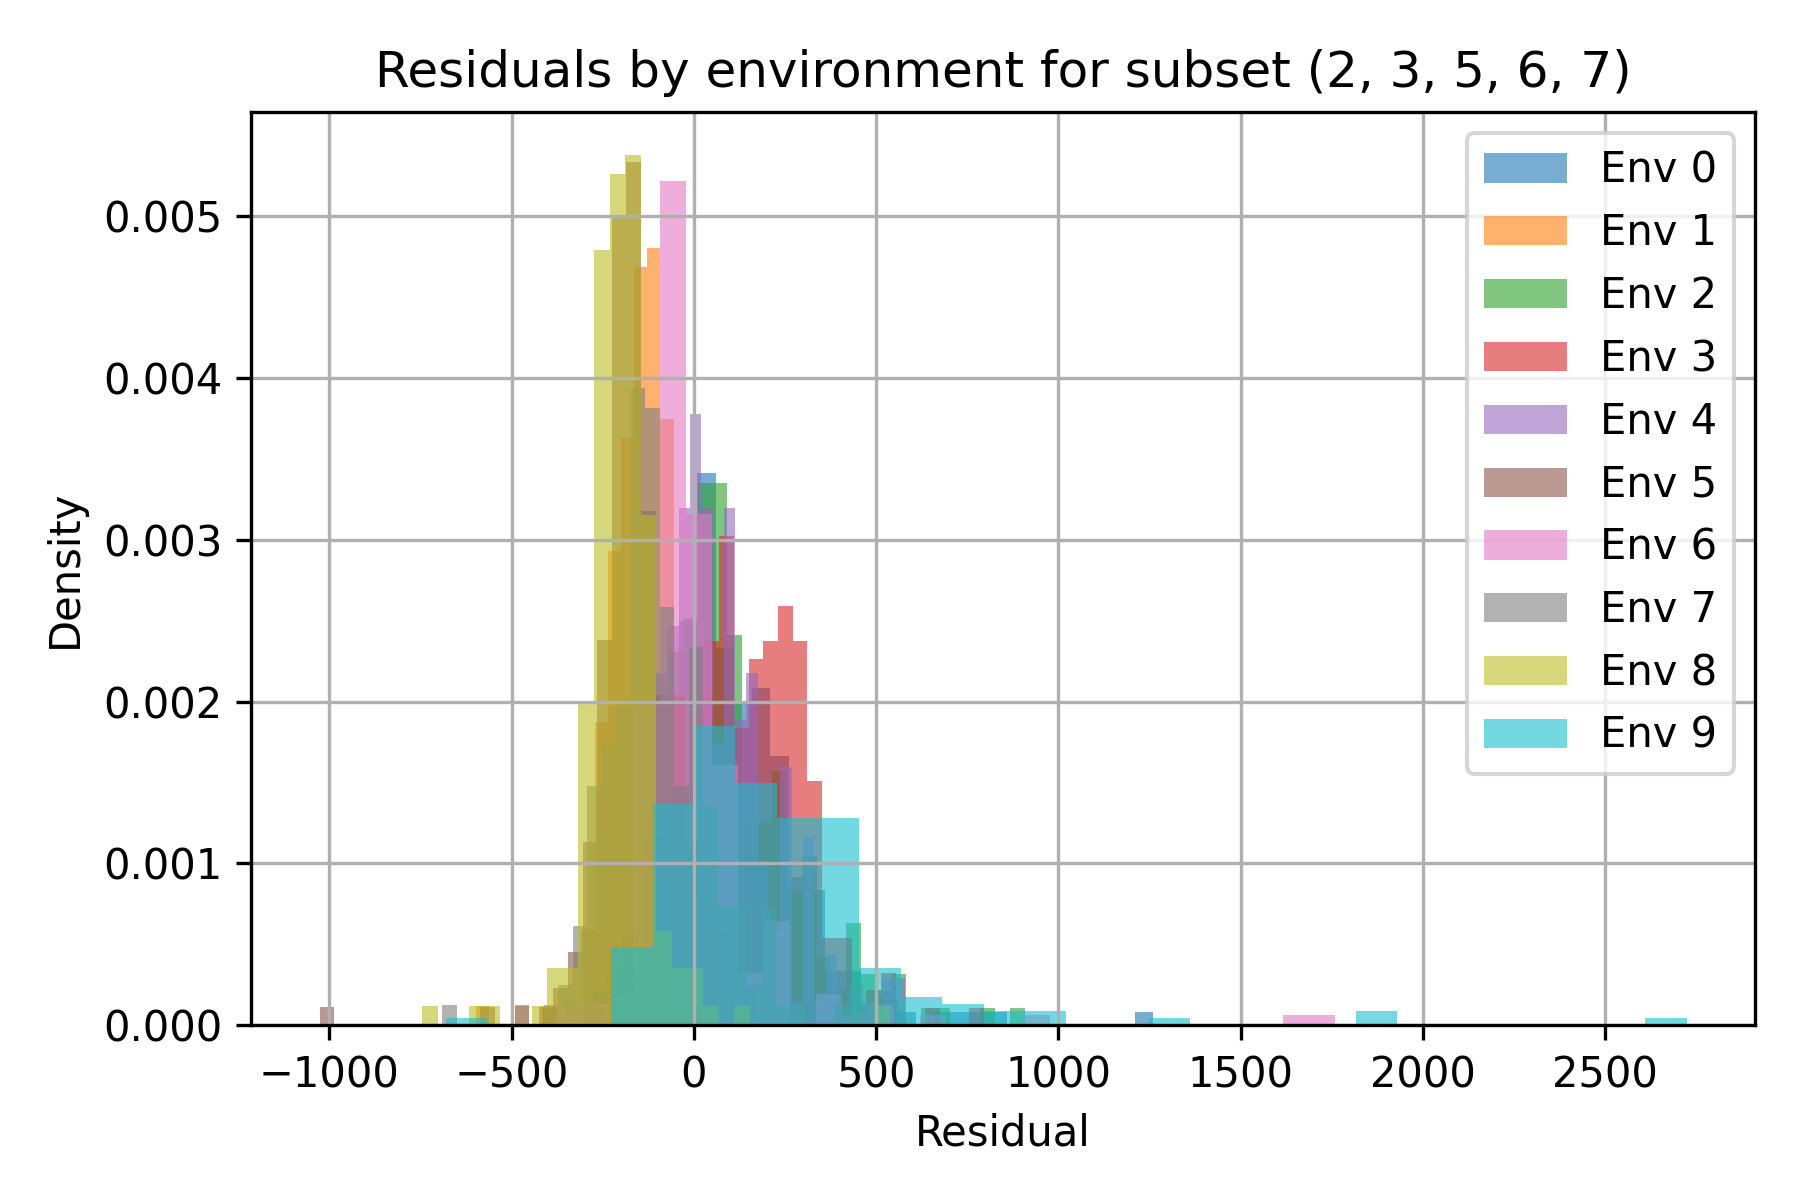 Residuals by environment for subset (2, 3, 5, 6, 7)
0.005
0.004
0.003
0.002
0.001
0.000
Density
−1000
−500
0
500
1000
1500
2000
2500
Residual
Env 0
Env 1
Env 2
Env 3
Env 4
Env 5
Env 6
Env 7
Env 8
Env 9